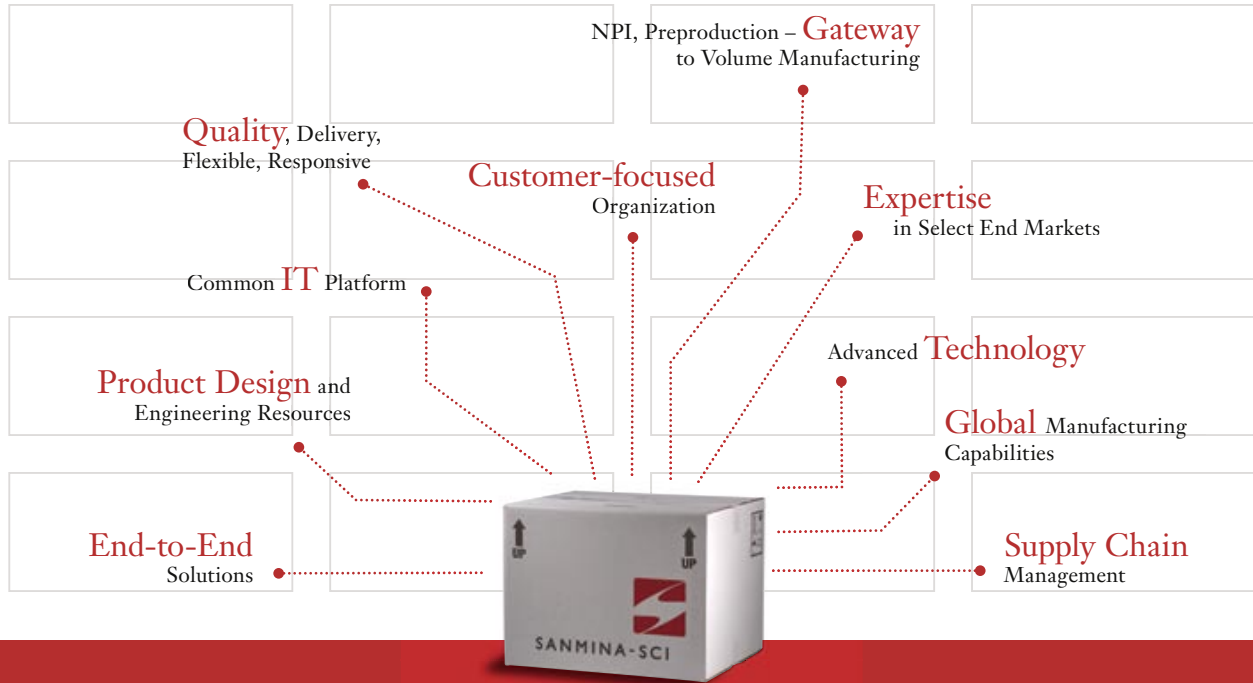 NPI, Preproduction – Gateway
to Volume Manufacturing
Quality, Delivery,
Flexible, Responsive
Customer-focused
Organization
Expertise
in Select End Markets
Common IT Platform
Advanced Technology
Product Design and
Engineering Resources
Global Manufacturing
Capabilities
End-to-End
Solutions
Supply Chain
Management
UP
UP
SANMINA-SCI